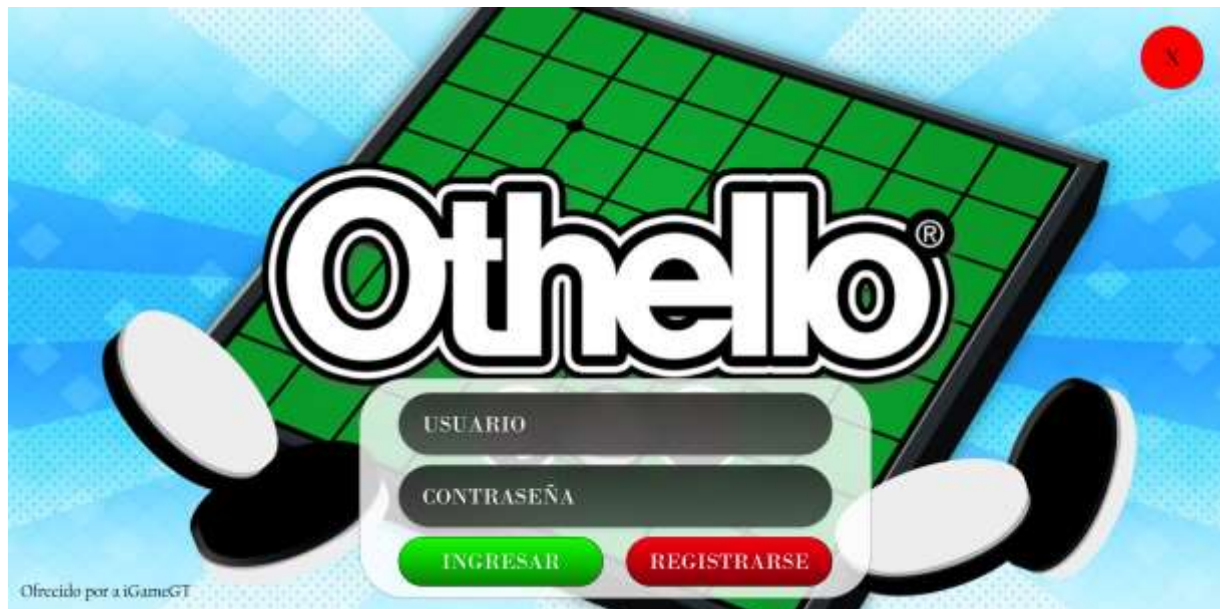 X
Othello®
USUARIO
CONTRASEÑA
INGRESAR
REGISTRARSE
Ofrecido por a iGameGT